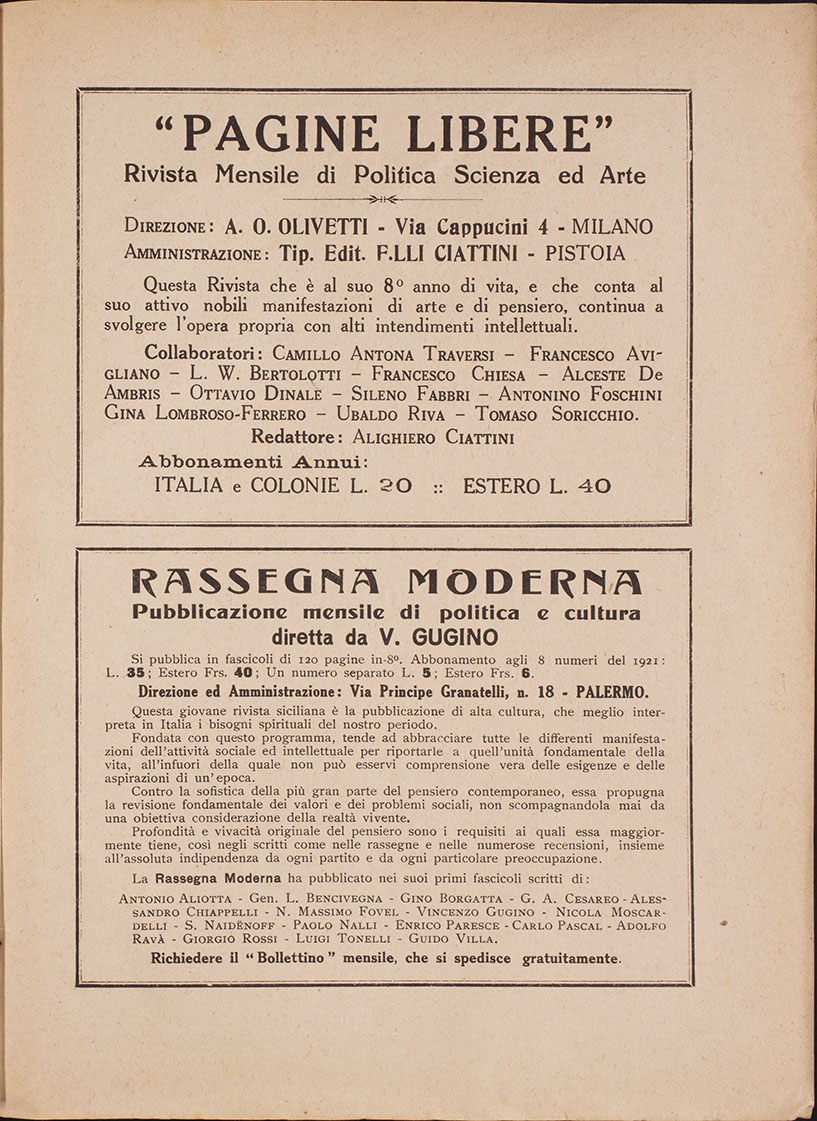 “PAGINE LIBERE”
Rivista Mensile di Politica Scienza ed Arte
DIREZIONE: A. O. OLIVETTI - Via Cappucini 4 - MILANO
AMMINISTRAZIONE: Tip. Edit. F.LLI CIATTINI - PISTOIA
Questa Rivista che è al suo 8º anno di vita, e che conta al
suo attivo nobili manifestazioni di arte e di pensiero, continua a
svolgere l'opera propria con alti intendimenti intellettuali.
Collaboratori: CAMILLO ANTONA TRAVERSI – FRANCESCO AVI-
GLIANO – L. W. BERTOLOTTI – FRANCESCO CHIESA – ALCESTE DE
AMBRIS – OTTAVIO DINALE – SILENO FABBRI – ANTONINO FOSCHINI
GINA LOMBROSO-FERRERO – UBALDO RIVA – TOMASO SORICCHIO.
Redattore: ALIGHIERO CIATTINI
Abbonamenti Annui:
ITALIA e COLONIE L. 20 :: ESTERO L. 40
RASSEGNA MODERNA
Pubblicazione mensile di politica e cultura
diretta da V. GUGINO
Si pubblica in fascicoli di 120 pagine in-8º. Abbonamento agli 8 numeri del 1921:
L. 35; Estero Frs. 40; Un numero separato L. 5; Estero Frs. 6.
Direzione ed Amministrazione: Via Principe Granatelli, n. 18 - PALERMO.
Questa giovane rivista siciliana è la pubblicazione di alta cultura, che meglio inter-
preta in Italia i bisogni spirituali del nostro periodo.
Fondata con questo programma, tende ad abbracciare tutte le differenti manifesta-
zioni dell'attività sociale ed intellettuale per riportarle a quell'unità fondamentale della
vita, all'infuori della quale non può esservi comprensione vera delle esigenze e delle
aspirazioni di un'epoca.
Contro la sofistica della più gran parte del pensiero contemporaneo, essa propugna
la revisione fondamentale dei valori e dei problemi sociali, non scompagnandola mai da
una obiettiva considerazione della realtà vivente.
Profondità e vivacità originale del pensiero sono i requisiti ai quali essa maggior-
mente tiene, così negli scritti come nelle rassegne e nelle numerose recensioni, insieme
all'assoluta indipendenza da ogni partito e da ogni particolare preoccupazione.
La Rassegna Moderna ha pubblicato nei suoi primi fascicoli scritti di:
ANTONIO ALIOTTA - Gen. L. BENCIVEGNA - GINO BORGATTA - G. A. CESAREO - ALES-
SANDRO CHIAPPELLI - N. MASSIMO FOVEL - VINCENZO GUGINO - NICOLA MOSCAR-
DELLI - S. NAIDËNOFF - PAOLO NALLI - ENRICO PARESCE - CARLO PASCAL - ADOLFO
RAVÀ - GIORGIO ROSSI - LUIGI TONELLI - GUIDO VILLA.
Richiedere il “Bollettino” mensile, che si spedisce gratuitamente.